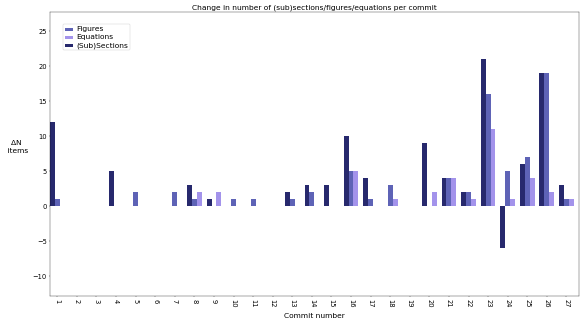 Change in number of (sub)sections/figures/equations per commit
Figures
Equations
(Sub)Sections
ΔN
items
25
20
15
10
5
0
−5
−10
1 2 3 4 5 6 7 8 9 10 11 12 13 14 15 16 17 18 19 20 21 22 23 24 25 26 27
Commit number